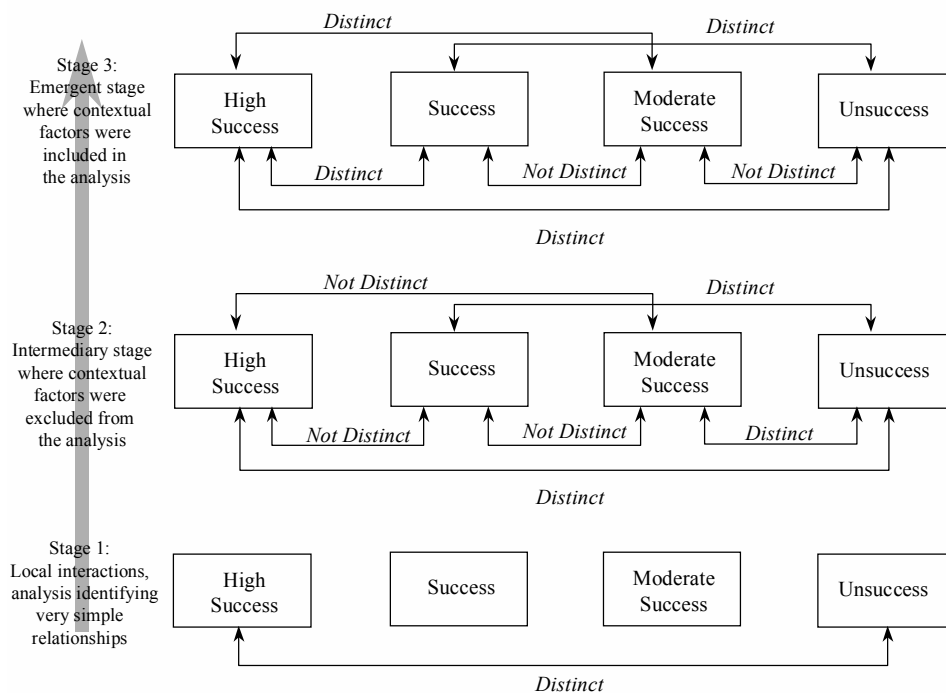 Distinct
Distinct
Stage 3:
Emergent stage
where contextual
factors were
included in
the analysis
High
Success
Success
Moderate
Success
Unsuccess
Distinct
Not Distinct
Not Distinct
Distinct
Not Distinct
Distinct
Stage 2:
Intermediary stage
where contextual
factors were
excluded from
the analysis
High
Success
Success
Moderate
Success
Unsuccess
Not Distinct
Not Distinct
Distinct
Distinct
Stage 1:
Local interactions,
analysis identifying
very simple
relationships
High
Success
Success
Moderate
Success
Unsuccess
Distinct